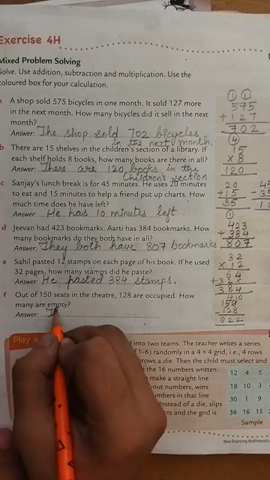 Exercise 4H
Mixed Problem Solving
Solve. Use addition, subtraction and multiplication. Use the
coloured box for your calculation.
a A shop sold 575 bicycles in one month. It sold 127 more
in the next month. How many bicycles did it sell in the next
month?
Answer: The shop sold 702 bicycles
in the next month.
b There are 15 shelves in the children's section of a library. If
each shelf holds 8 books, how many books are there in all?
Answer: There are 120 books in the
children's section
c Sanjay's lunch break is for 45 minutes. He uses 20 minutes
to eat and 15 minutes to help a friend put up charts. How
much time does he have left?
Answer: He has 10 minutes left.
d Jeevan had 423 bookmarks. Aarti has 384 bookmarks. How
many bookmarks do they both have in all?
Answer: They both have 807 bookmarks
e Sahil pasted 12 stamps on each page of his book. If he used
32 pages, how many stamps did he paste?
Answer: He pasted 384 stamps.
f Out of 150 seats in the theatre, 128 are occupied. How
many are empty?
Answer:
1 1
575
+ 127
702
4
15
× 8
120
20
+ 15
35
1
423
+ 384
807
32
× 12
64
384
150
- 128
022
Play a
into two teams. The teacher writes a series
1–6) randomly in a 4 × 4 grid, i.e., 4 rows
rows a die. Then the child must select and
the 16 numbers written
make a straight line
numbers in that line
Instead of a die, slips
and the grid is
12 4 5
18 10 3
30 1 9
36 16 15
Sample